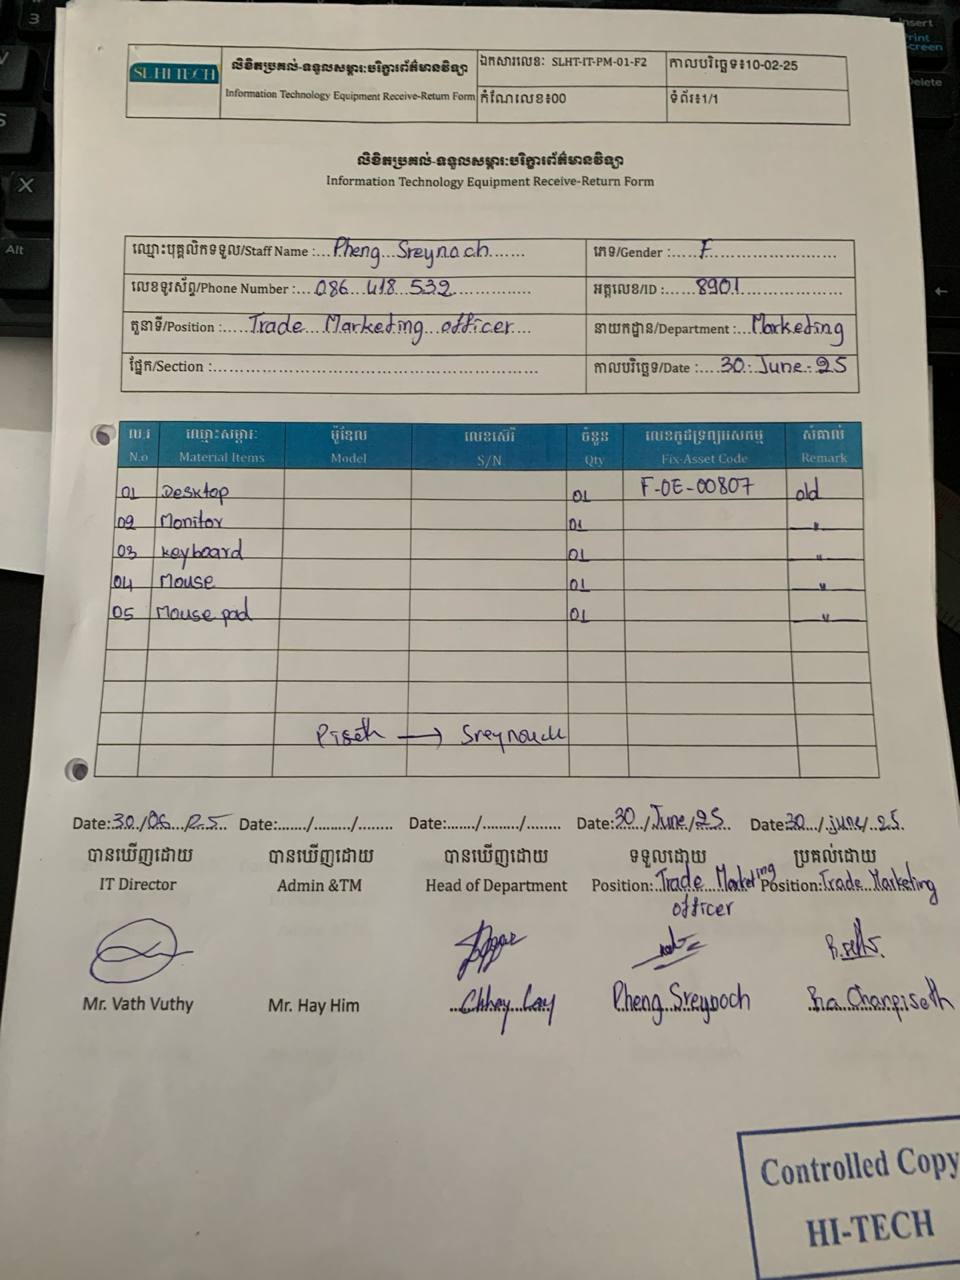 SL HI TECH
លិខិតប្រគល់-ទទួលសម្ភារៈបរិក្ខារព័ត៌មានវិទ្យា
Information Technology Equipment Receive-Return Form
ឯកសារលេខៈ SLHT-IT-PM-01-F2
កាលបរិច្ឆេទ៖10-02-25
កំណែលេខ៖00
ទំព័រ៖1/1
លិខិតប្រគល់-ទទួលសម្ភារៈបរិក្ខារព័ត៌មានវិទ្យា
Information Technology Equipment Receive-Return Form
ឈ្មោះបុគ្គលិកទទួល/Staff Name :...Pheng Sreynoch.......
ភេទ/Gender :.....F..........................
លេខទូរស័ព្ទ/Phone Number :...086 418 532...............
អត្តលេខ/ID :......8901....................
តួនាទី/Position :.....Trade Marketing officer....
នាយកដ្ឋាន/Department :...Marketing
ផ្នែក/Section :.................................................................
កាលបរិច្ឆេទ/Date :....30-June-25
ល.រ ឈ្មោះសម្ភារៈ ម៉ូឌែល លេខស៊េរី ចំនួន លេខកូដទ្រព្យរបស់កម្ម សំគាល់
N.o Material Items Model S/N Qty Fix-Asset Code Remark
01 Desktop 01 F-OE-00807 old
02 Monitor 01 "
03 keyboard 01 "
04 Mouse 01 "
05 Mouse pad 01 "
Piseth → Sreynoch
Date:30/06/25 Date:......./........./........ Date:......./........./........ Date:30/June/25 Date:30/june/25
បានឃើញដោយ បានឃើញដោយ បានឃើញដោយ ទទួលដោយ ប្រគល់ដោយ
IT Director Admin &TM Head of Department Position:Trade Marketing officer Position:Trade Marketing
Mr. Vath Vuthy Mr. Hay Him Chhay Lay Pheng Sreynoch Chanpiseth
Controlled Copy
HI-TECH